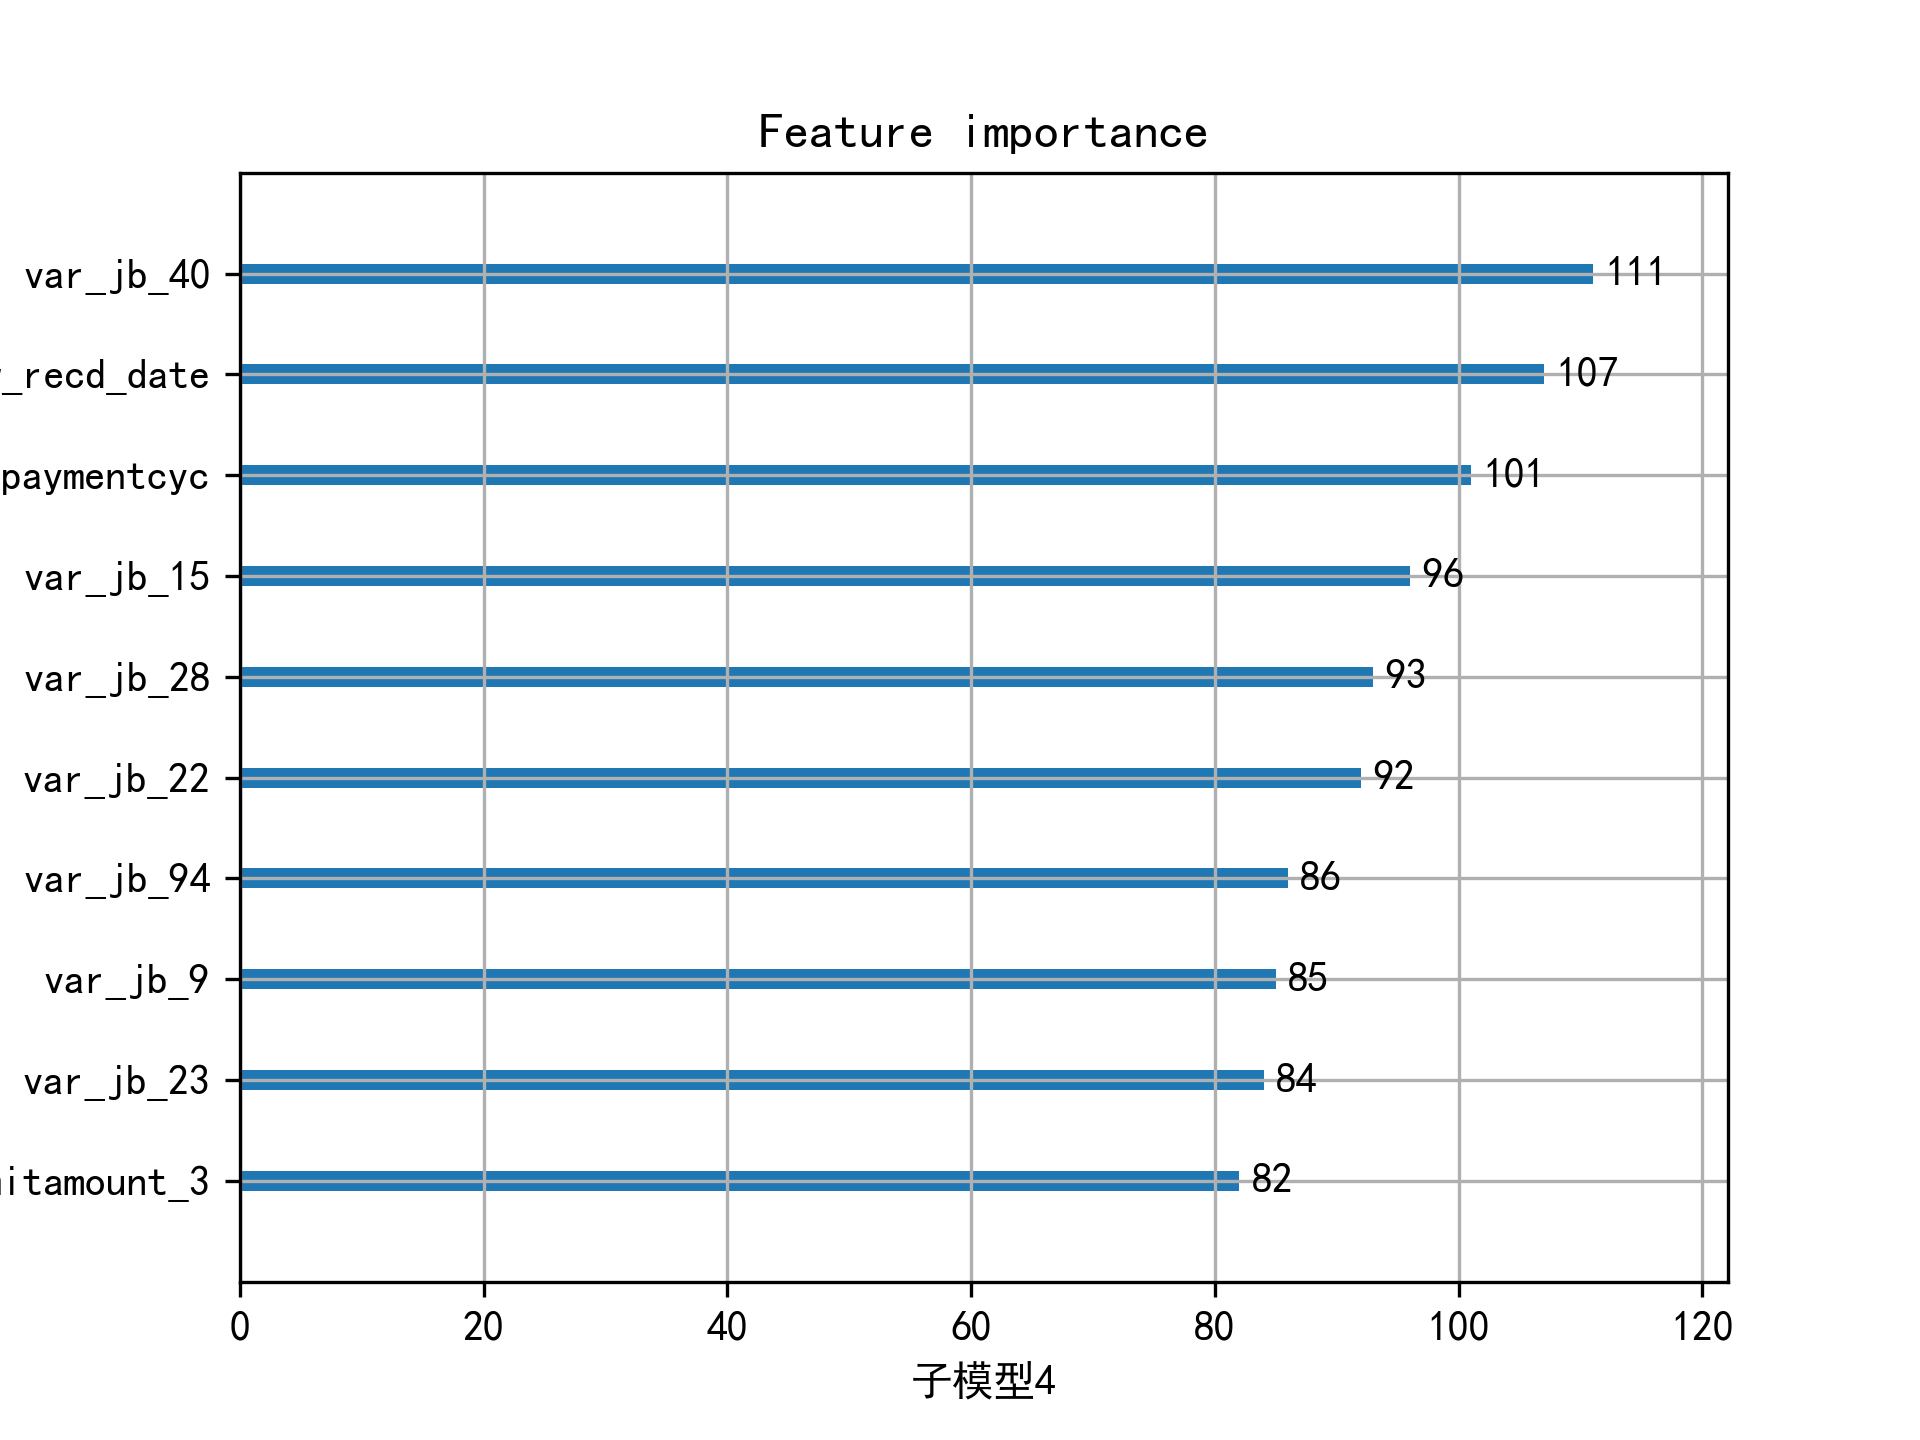 Feature importance
var_jb_40
111
_recd_date
107
paymentcyc
101
var_jb_15
96
var_jb_28
93
var_jb_22
92
var_jb_94
86
var_jb_9
85
var_jb_23
84
itamount_3
82
0 20 40 60 80 100 120
子模型4